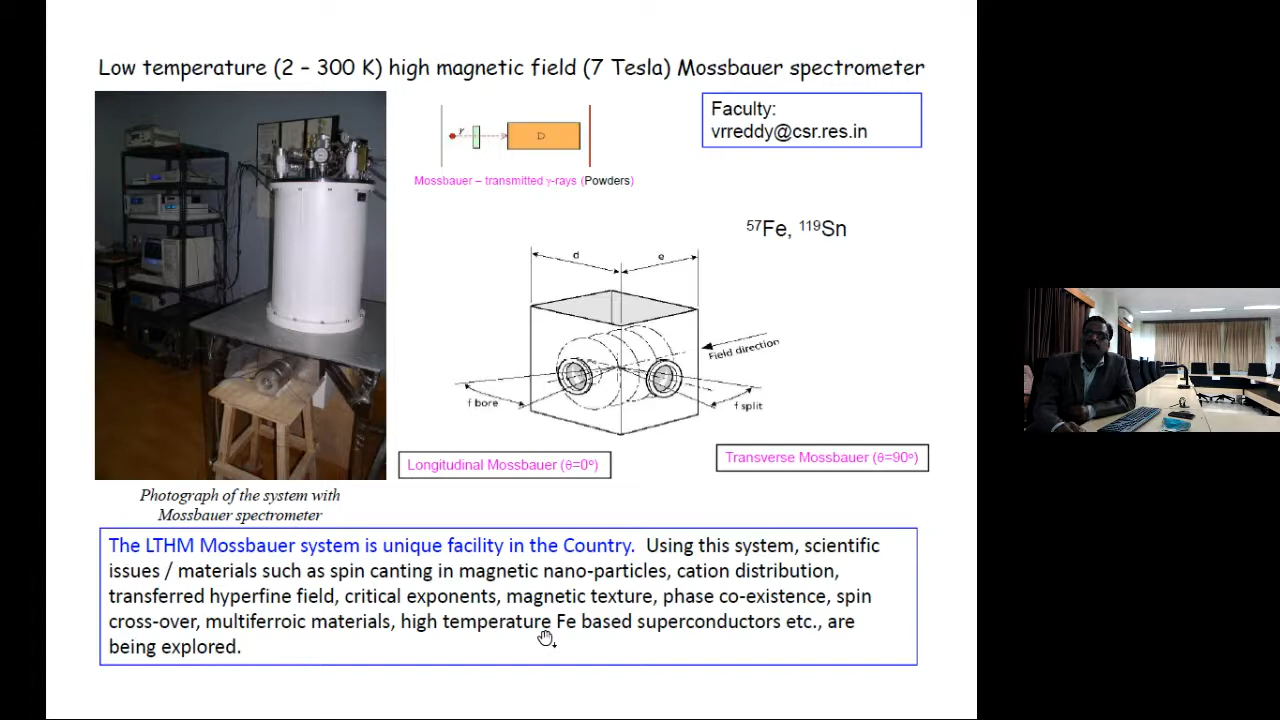 Low temperature (2 – 300 K) high magnetic field (7 Tesla) Mossbauer spectrometer
Faculty:
vrreddy@csr.res.in
γ
D
Mossbauer – transmitted γ-rays (Powders)
⁵⁷Fe, ¹¹⁹Sn
d
e
Field direction
f bore
f split
Longitudinal Mossbauer (θ=0°)
Transverse Mossbauer (θ=90°)
Photograph of the system with
Mossbauer spectrometer
The LTHM Mossbauer system is unique facility in the Country. Using this system, scientific
issues / materials such as spin canting in magnetic nano-particles, cation distribution,
transferred hyperfine field, critical exponents, magnetic texture, phase co-existence, spin
cross-over, multiferroic materials, high temperature Fe based superconductors etc., are
being explored.